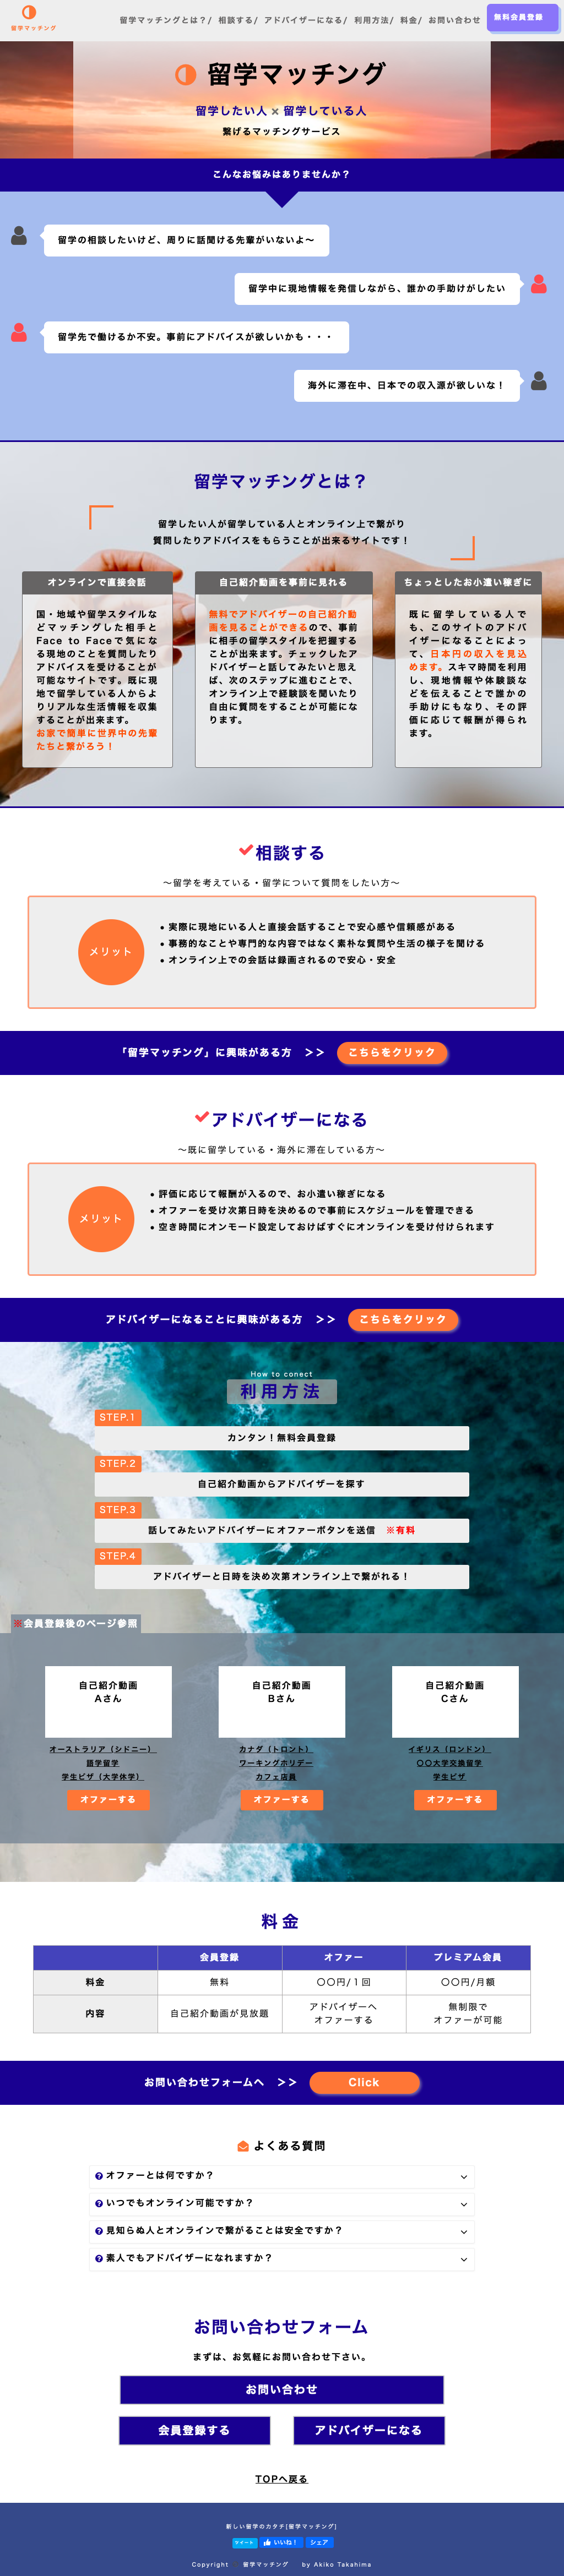 留学マッチング
留学マッチングとは？/ 相談する/ アドバイザーになる/ 利用方法/ 料金/ お問い合わせ
無料会員登録
留学マッチング
留学したい人 × 留学している人
繋げるマッチングサービス
こんなお悩みはありませんか？
留学の相談したいけど、周りに話聞ける先輩がいないよ〜
留学中に現地情報を発信しながら、誰かの手助けがしたい
留学先で働けるか不安。事前にアドバイスが欲しいかも・・・
海外に滞在中、日本での収入源が欲しいな！
留学マッチングとは？
留学したい人が留学している人とオンライン上で繋がり
質問したりアドバイスをもらうことが出来るサイトです！
オンラインで直接会話
国・地域や留学スタイルな
どマッチングした相手と
Face to Faceで気にな
る現地のことを質問したり
アドバイスを受けることが
可能なサイトです。既に現
地で留学している人からよ
りリアルな生活情報を収集
することが出来ます。
お家で簡単に世界中の先輩
たちと繋がろう！
自己紹介動画を事前に見れる
無料でアドバイザーの自己紹介動
画を見ることができるので、事前
に相手の留学スタイルを把握する
ことが出来ます。チェックしたア
ドバイザーと話してみたいと思え
ば、次のステップに進むことで、
オンライン上で経験談を聞いたり
自由に質問をすることが可能にな
ります。
ちょっとしたお小遣い稼ぎに
既に留学している人で
も、このサイトのアドバ
イザーになることによっ
て、日本円の収入を見込
めます。スキマ時間を利用
し、現地情報や体験談な
どを伝えることで誰かの
手助けにもなり、その評
価に応じて報酬が得られ
ます。
相談する
〜留学を考えている・留学について質問をしたい方〜
メリット
• 実際に現地にいる人と直接会話することで安心感や信頼感がある
• 事務的なことや専門的な内容ではなく素朴な質問や生活の様子を聞ける
• オンライン上での会話は録画されるので安心・安全
「留学マッチング」に興味がある方　＞＞
こちらをクリック
アドバイザーになる
〜既に留学している・海外に滞在している方〜
メリット
• 評価に応じて報酬が入るので、お小遣い稼ぎになる
• オファーを受け次第日時を決めるので事前にスケジュールを管理できる
• 空き時間にオンモード設定しておけばすぐにオンラインを受け付けられます
アドバイザーになることに興味がある方　＞＞
こちらをクリック
How to conect
利用方法
STEP.1
カンタン！無料会員登録
STEP.2
自己紹介動画からアドバイザーを探す
STEP.3
話してみたいアドバイザーにオファーボタンを送信　※有料
STEP.4
アドバイザーと日時を決め次第オンライン上で繋がれる！
※会員登録後のページ参照
自己紹介動画
Aさん
オーストラリア（シドニー）
語学留学
学生ビザ（大学休学）
オファーする
自己紹介動画
Bさん
カナダ（トロント）
ワーキングホリデー
カフェ店員
オファーする
自己紹介動画
Cさん
イギリス（ロンドン）
〇〇大学交換留学
学生ビザ
オファーする
料金
会員登録 オファー プレミアム会員
料金 無料 〇〇円/１回 〇〇円/月額
内容 自己紹介動画が見放題
アドバイザーへ
オファーする
無制限で
オファーが可能
お問い合わせフォームへ　＞＞
Click
よくある質問
オファーとは何ですか？
いつでもオンライン可能ですか？
見知らぬ人とオンラインで繋がることは安全ですか？
素人でもアドバイザーになれますか？
お問い合わせフォーム
まずは、お気軽にお問い合わせ下さい。
お問い合わせ
会員登録する
アドバイザーになる
TOPへ戻る
新しい留学のカタチ[留学マッチング]
ツイート
いいね！
シェア
Copyright　留学マッチング　by Akiko Takahima